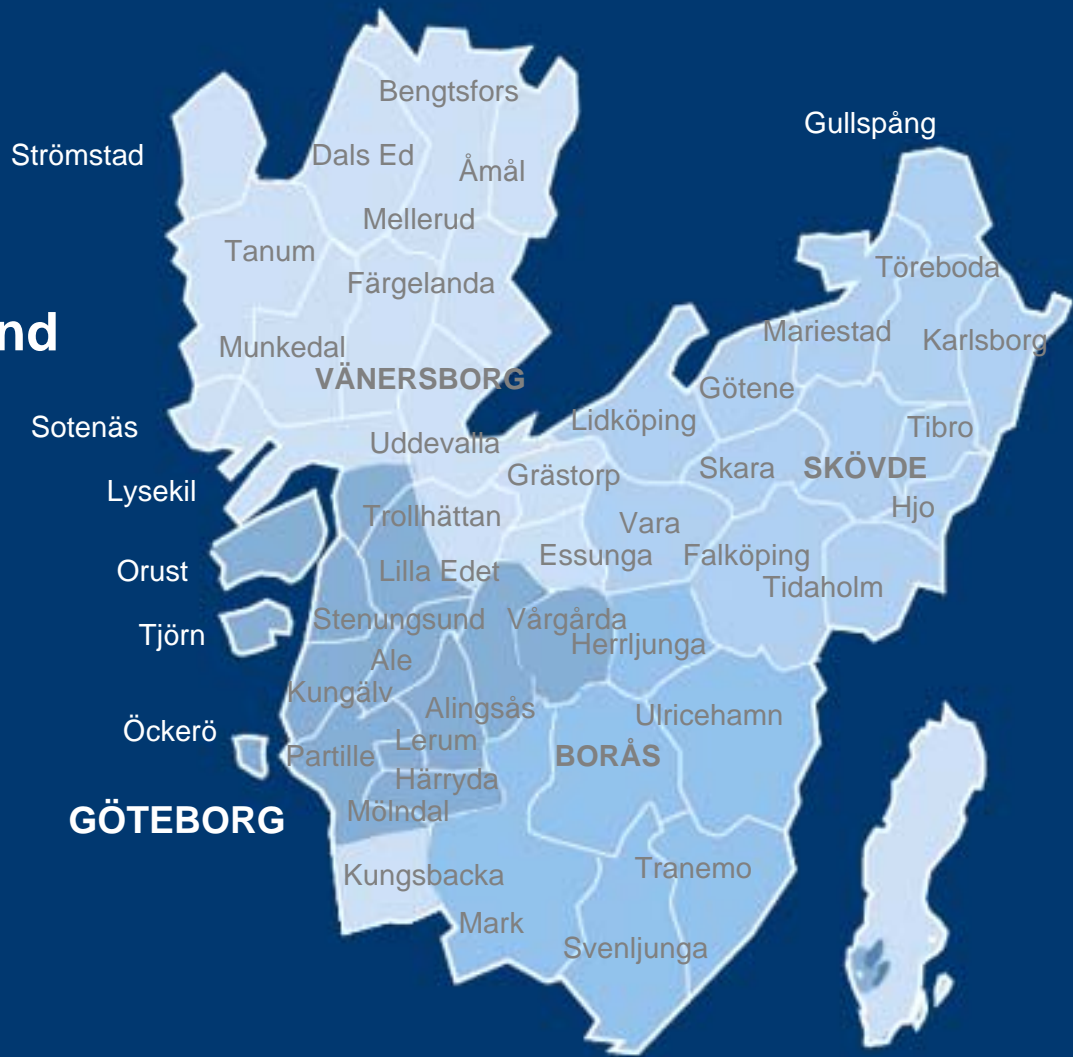 Bengtsfors
Gullspång
Strömstad
Dals Ed
Åmål
Mellerud
Tanum
Töreboda
Färgelanda
nd
Mariestad
Karlsborg
Munkedal
VÄNERSBORG
Götene
Sotenäs
Lidköping
Tibro
Uddevalla
Skara
SKÖVDE
Grästorp
Lysekil
Hjo
Trollhättan
Vara
Essunga
Falköping
Orust
Lilla Edet
Tidaholm
Stenungsund
Vårgårda
Tjörn
Herrljunga
Ale
Kungälv
Alingsås
Ulricehamn
Öckerö
Lerum
Partille
BORÅS
Härryda
Mölndal
GÖTEBORG
Tranemo
Kungsbacka
Mark
Svenljunga